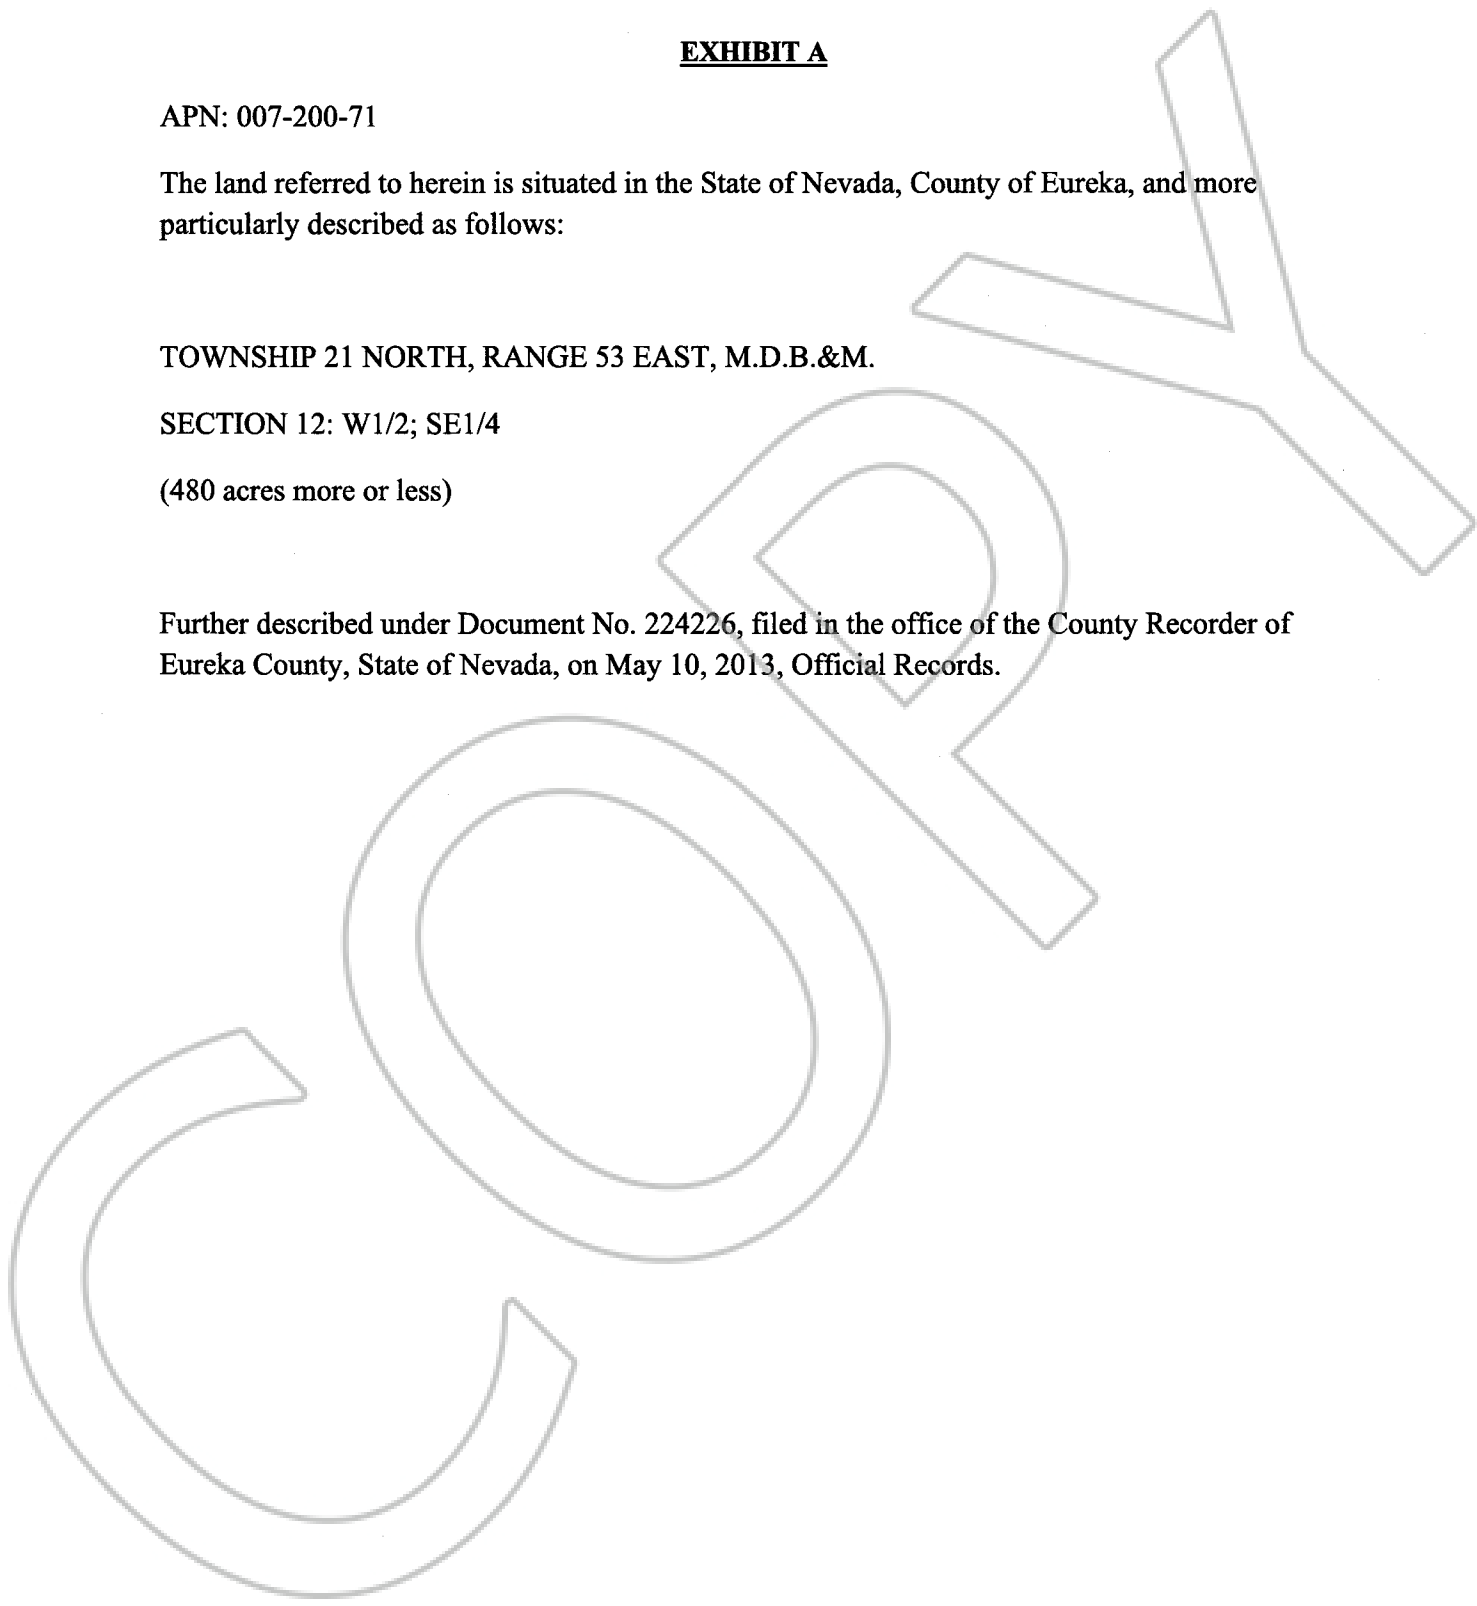 EXHIBIT A
APN: 007-200-71
The land referred to herein is situated in the State of Nevada, County of Eureka, and more
particularly described as follows:
TOWNSHIP 21 NORTH, RANGE 53 EAST, M.D.B.&M.
SECTION 12: W1/2; SE1/4
(480 acres more or less)
Further described under Document No. 224226, filed in the office of the County Recorder of
Eureka County, State of Nevada, on May 10, 2013, Official Records.
COPY